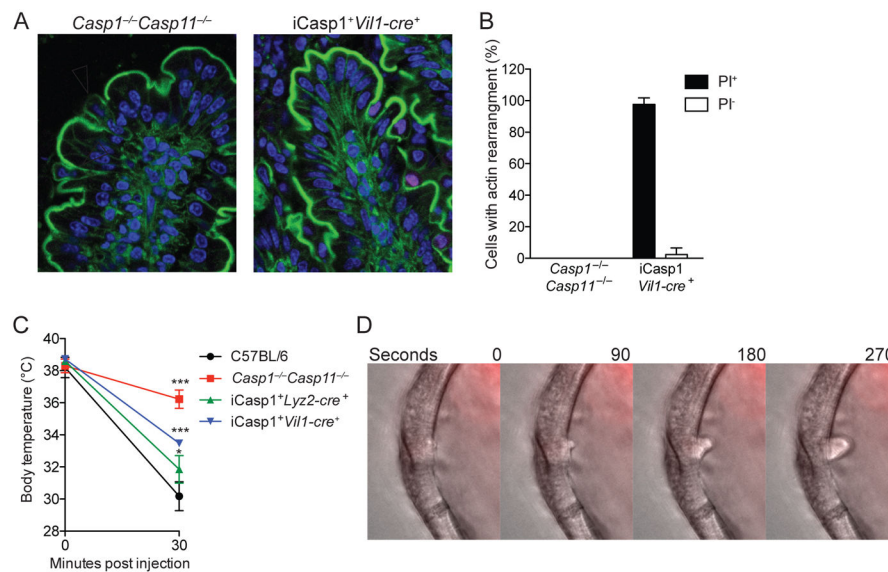 A
Casp1–/–Casp11–/–
iCasp1+Vil1-cre+
B
Cells with actin rearrangment (%)
120
100
80
60
40
20
0
PI+
PI-
Casp1–/–
Casp11–/–
iCasp1
Vil1-cre +
C
Body temperature (°C)
40
38
36
34
32
30
28
***
***
*
0
30
Minutes post injection
C57BL/6
Casp1–/–Casp11–/–
iCasp1+Lyz2-cre +
iCasp1+Vil1-cre+
D
Seconds 0 90 180 270